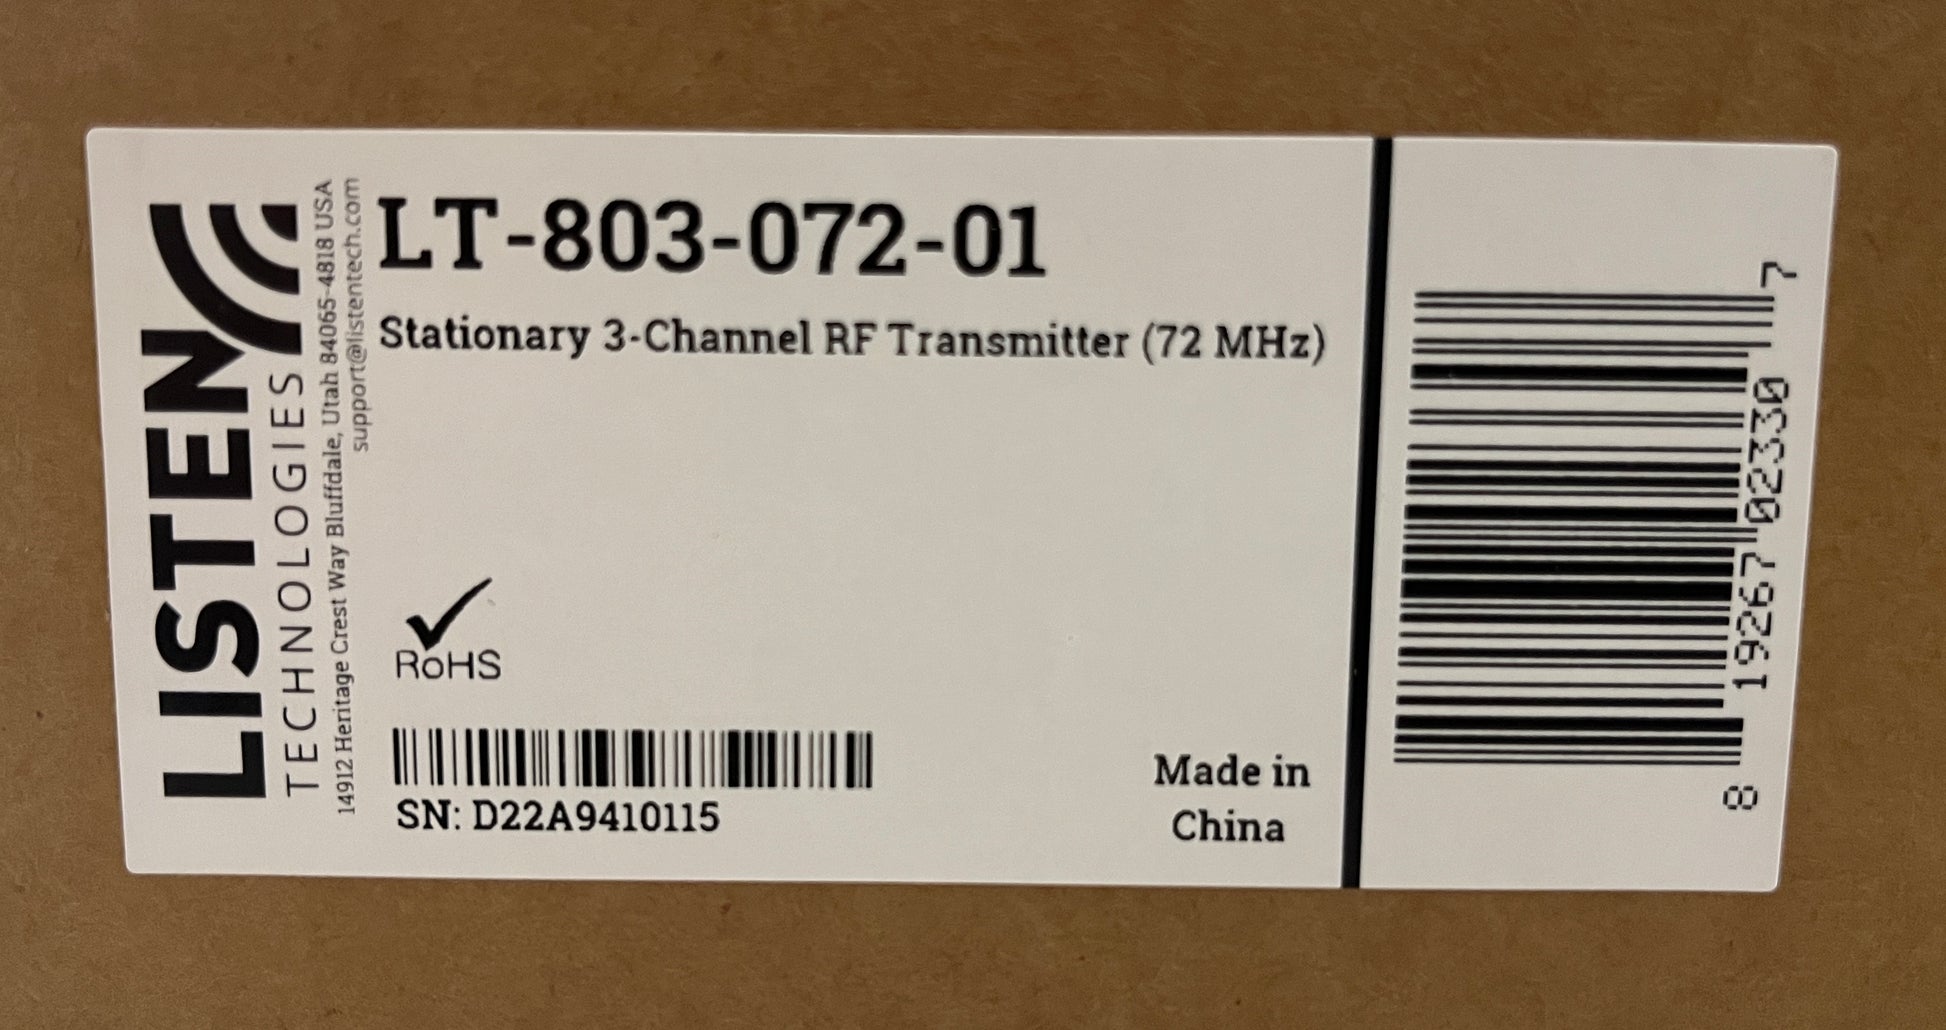 LISTEN
TECHNOLOGIES
14912 Heritage Crest Way Bluffdale, Utah 84065-4818 USA
support@listentech.com
LT-803-072-01
Stationary 3-Channel RF Transmitter (72 MHz)
RoHS
SN: D22A9410115
Made in
China
8 19267 02330 7